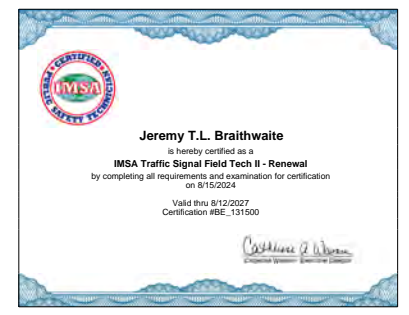 CERTIFIED
IMSA
PUBLIC SAFETY TECHNICIAN
Jeremy T.L. Braithwaite
is hereby certified as a
IMSA Traffic Signal Field Tech II - Renewal
by completing all requirements and examination for certification
on 8/15/2024
Valid thru 8/12/2027
Certification #BE_131500